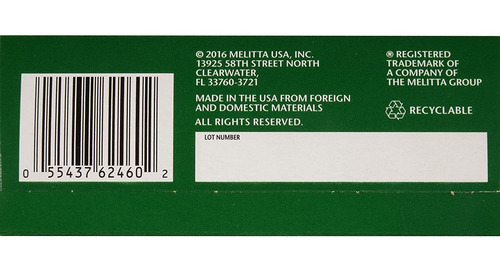 © 2016 MELITTA USA, INC.
13925 58TH STREET NORTH
CLEARWATER,
FL 33760-3721
MADE IN THE USA FROM FOREIGN
AND DOMESTIC MATERIALS
ALL RIGHTS RESERVED.
® REGISTERED
TRADEMARK OF
A COMPANY OF
THE MELITTA GROUP
RECYCLABLE
LOT NUMBER
0 55437 62460 2